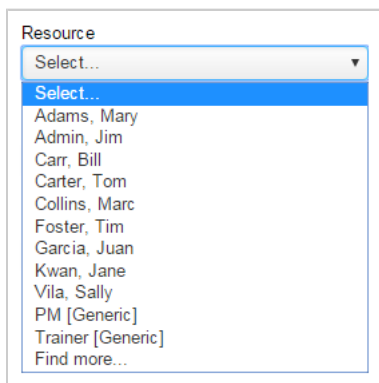 Resource
Select...
Select...
Adams, Mary
Admin, Jim
Carr, Bill
Carter, Tom
Collins, Marc
Foster, Tim
Garcia, Juan
Kwan, Jane
Vila, Sally
PM [Generic]
Trainer [Generic]
Find more...